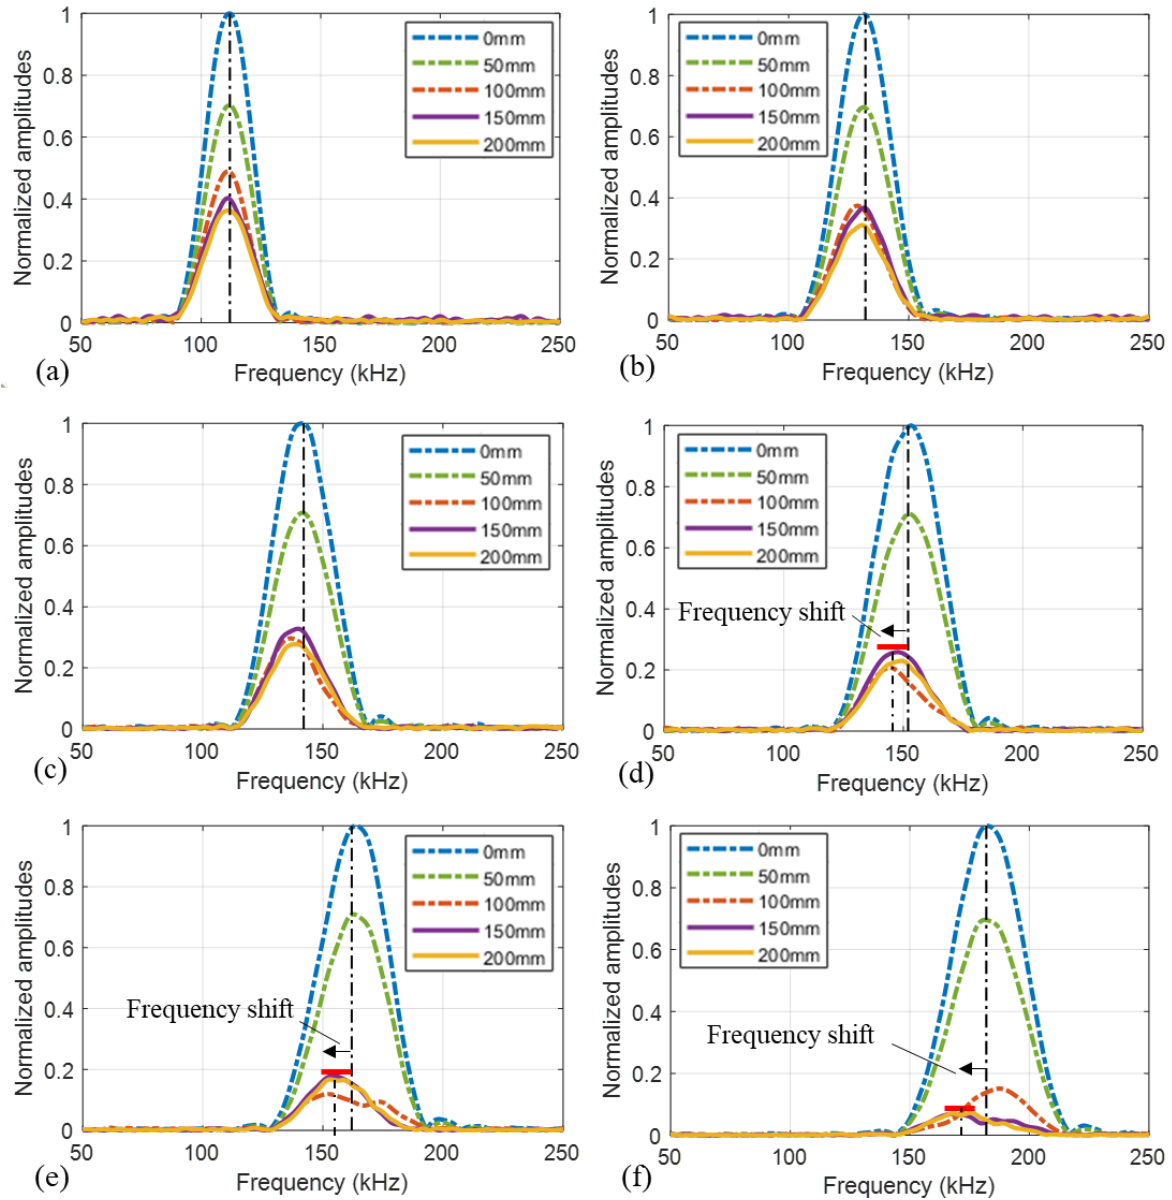 1
0.8
0.6
0.4
0.2
0
Normalized amplitudes
0mm
50mm
100mm
150mm
200mm
50
100
150
200
250
Frequency (kHz)
(a)
1
0.8
0.6
0.4
0.2
0
Normalized amplitudes
0mm
50mm
100mm
150mm
200mm
50
100
150
200
250
Frequency (kHz)
(b)
1
0.8
0.6
0.4
0.2
0
Normalized amplitudes
0mm
50mm
100mm
150mm
200mm
50
100
150
200
250
Frequency (kHz)
(c)
1
0.8
0.6
0.4
0.2
0
Normalized amplitudes
0mm
50mm
100mm
150mm
200mm
Frequency shift
50
100
150
200
250
Frequency (kHz)
(d)
1
0.8
0.6
0.4
0.2
0
Normalized amplitudes
0mm
50mm
100mm
150mm
200mm
Frequency shift
50
100
150
200
250
Frequency (kHz)
(e)
1
0.8
0.6
0.4
0.2
0
Normalized amplitudes
0mm
50mm
100mm
150mm
200mm
Frequency shift
50
100
150
200
250
Frequency (kHz)
(f)